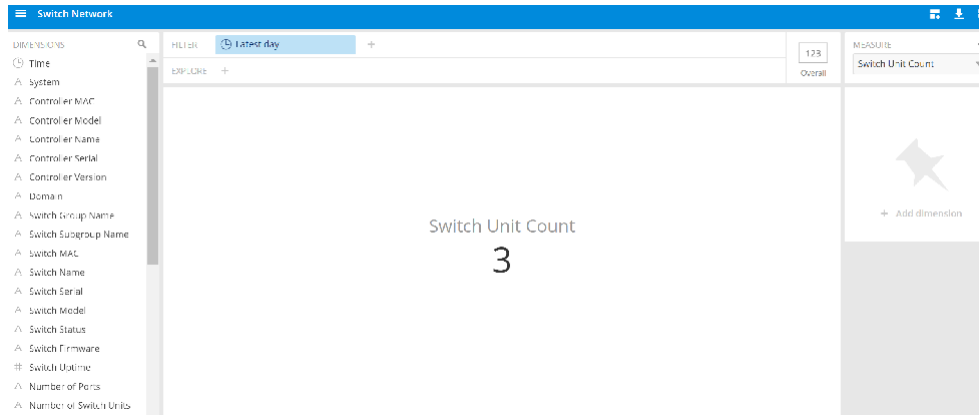 Switch Network
DIMENSIONS
Time
System
Controller MAC
Controller Model
Controller Name
Controller Serial
Controller Version
Domain
Switch Group Name
Switch Subgroup Name
Switch MAC
Switch Name
Switch Serial
Switch Model
Switch Status
Switch Firmware
Switch Uptime
Number of Ports
Number of Switch Units
FILTER
Latest day
+
EXPLORE +
123
Overall
Switch Unit Count
3
MEASURE
Switch Unit Count
+ Add dimension